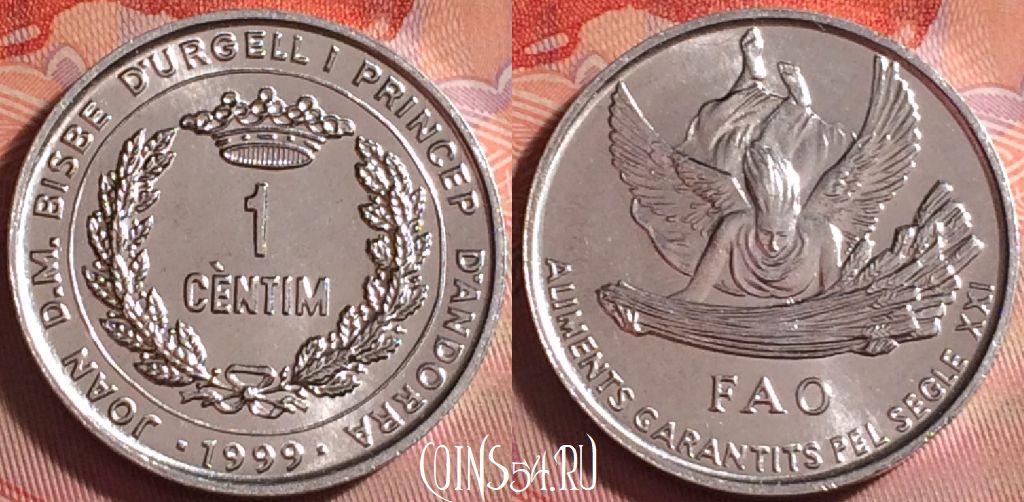 JOAN D.M. BISBE D'URGELL I PRINCEP D'ANDORRA
1
CÈNTIM
· 1999 ·
FAO
ALIMENTS GARANTITS PEL SEGLE XXI
COINS54.RU